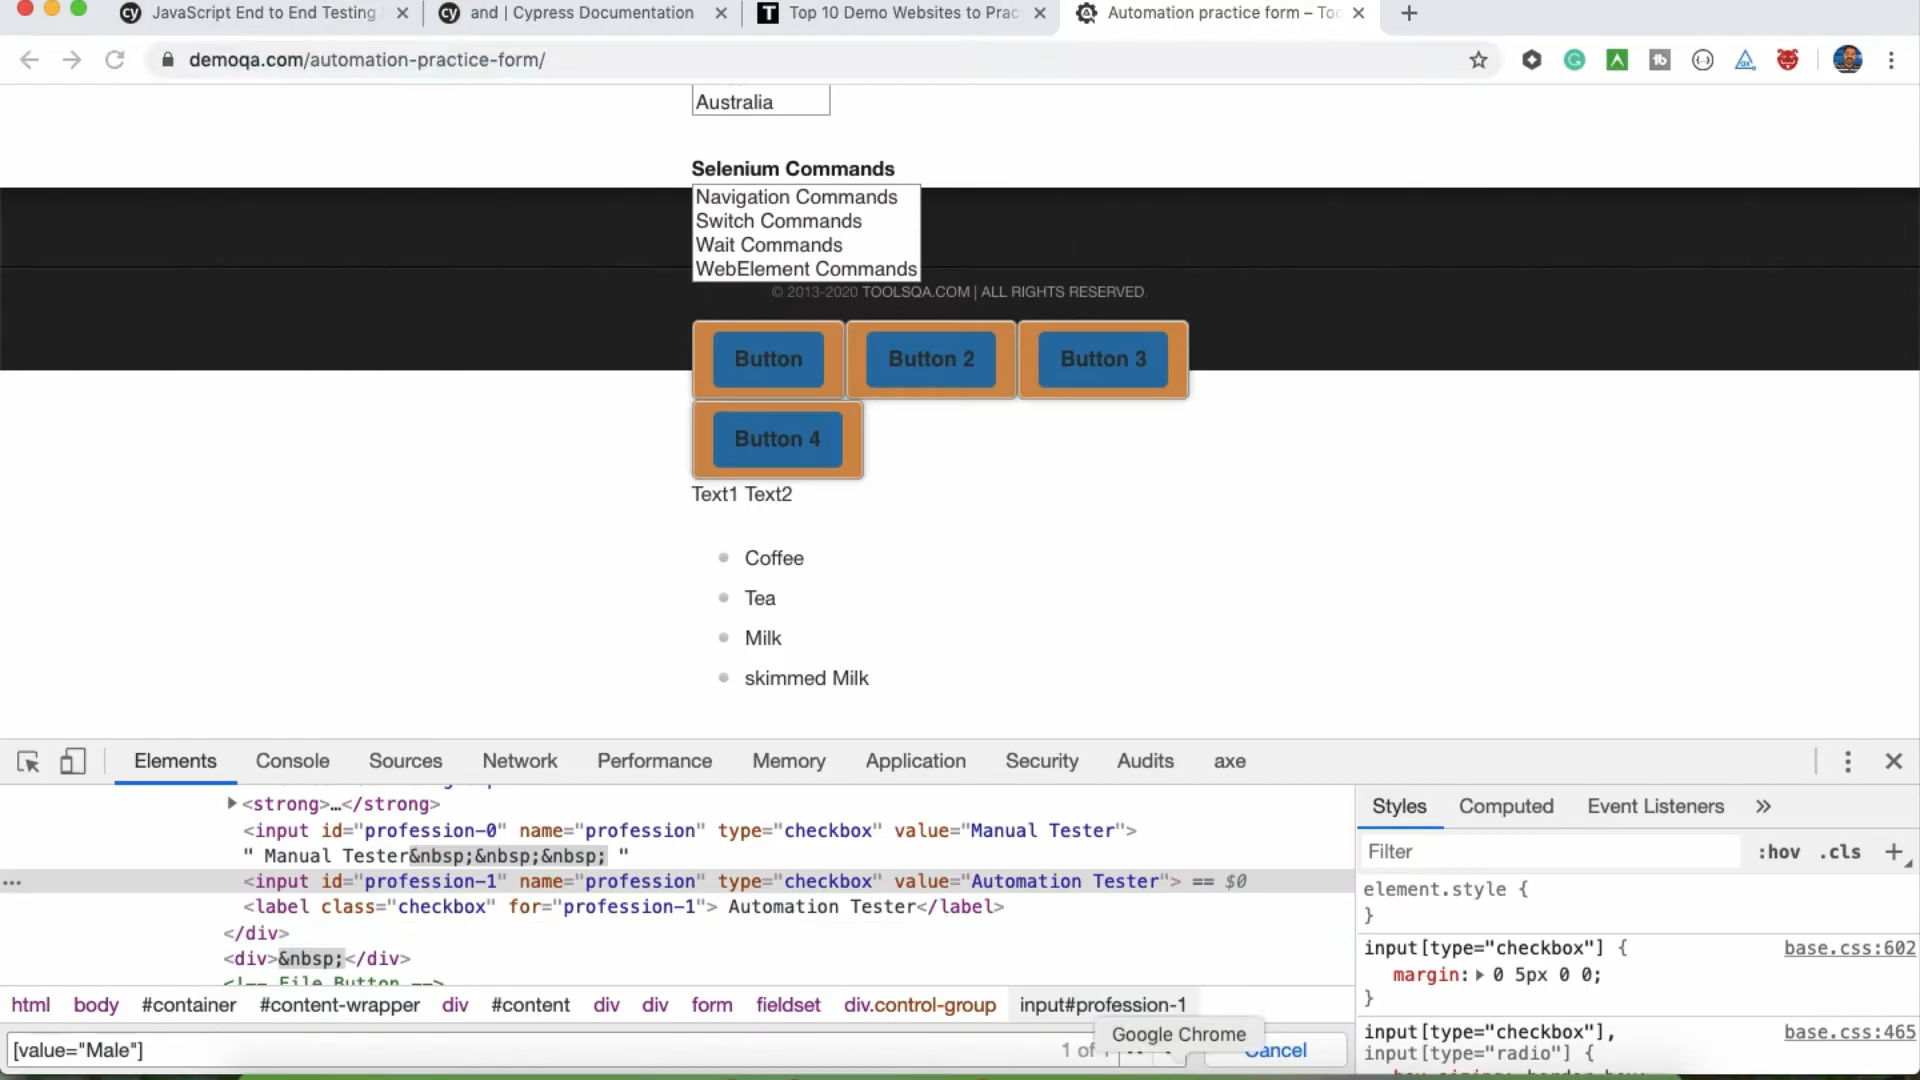 JavaScript End to End Testing
and | Cypress Documentation
Top 10 Demo Websites to Prac
Automation practice form – Too
demoqa.com/automation-practice-form/
Australia
Selenium Commands
Navigation Commands
Switch Commands
Wait Commands
WebElement Commands
© 2013-2020 TOOLSQA.COM | ALL RIGHTS RESERVED.
Button
Button 2
Button 3
Button 4
Text1 Text2
Coffee
Tea
Milk
skimmed Milk
Elements Console Sources Network Performance Memory Application Security Audits axe
<strong>…</strong>
<input id="profession-0" name="profession" type="checkbox" value="Manual Tester">
" Manual Tester&nbsp;&nbsp;&nbsp; "
<input id="profession-1" name="profession" type="checkbox" value="Automation Tester"> == $0
<label class="checkbox" for="profession-1"> Automation Tester</label>
</div>
<div>&nbsp;</div>
<!-- File Button -->
html body #container #content-wrapper div #content div div form fieldset div.control-group input#profession-1
Google Chrome
[value="Male"]
1 of
Cancel
Styles Computed Event Listeners »
Filter
:hov .cls +
element.style {
}
input[type="checkbox"] { base.css:602
margin: 0 5px 0 0;
}
input[type="checkbox"], base.css:465
input[type="radio"] {